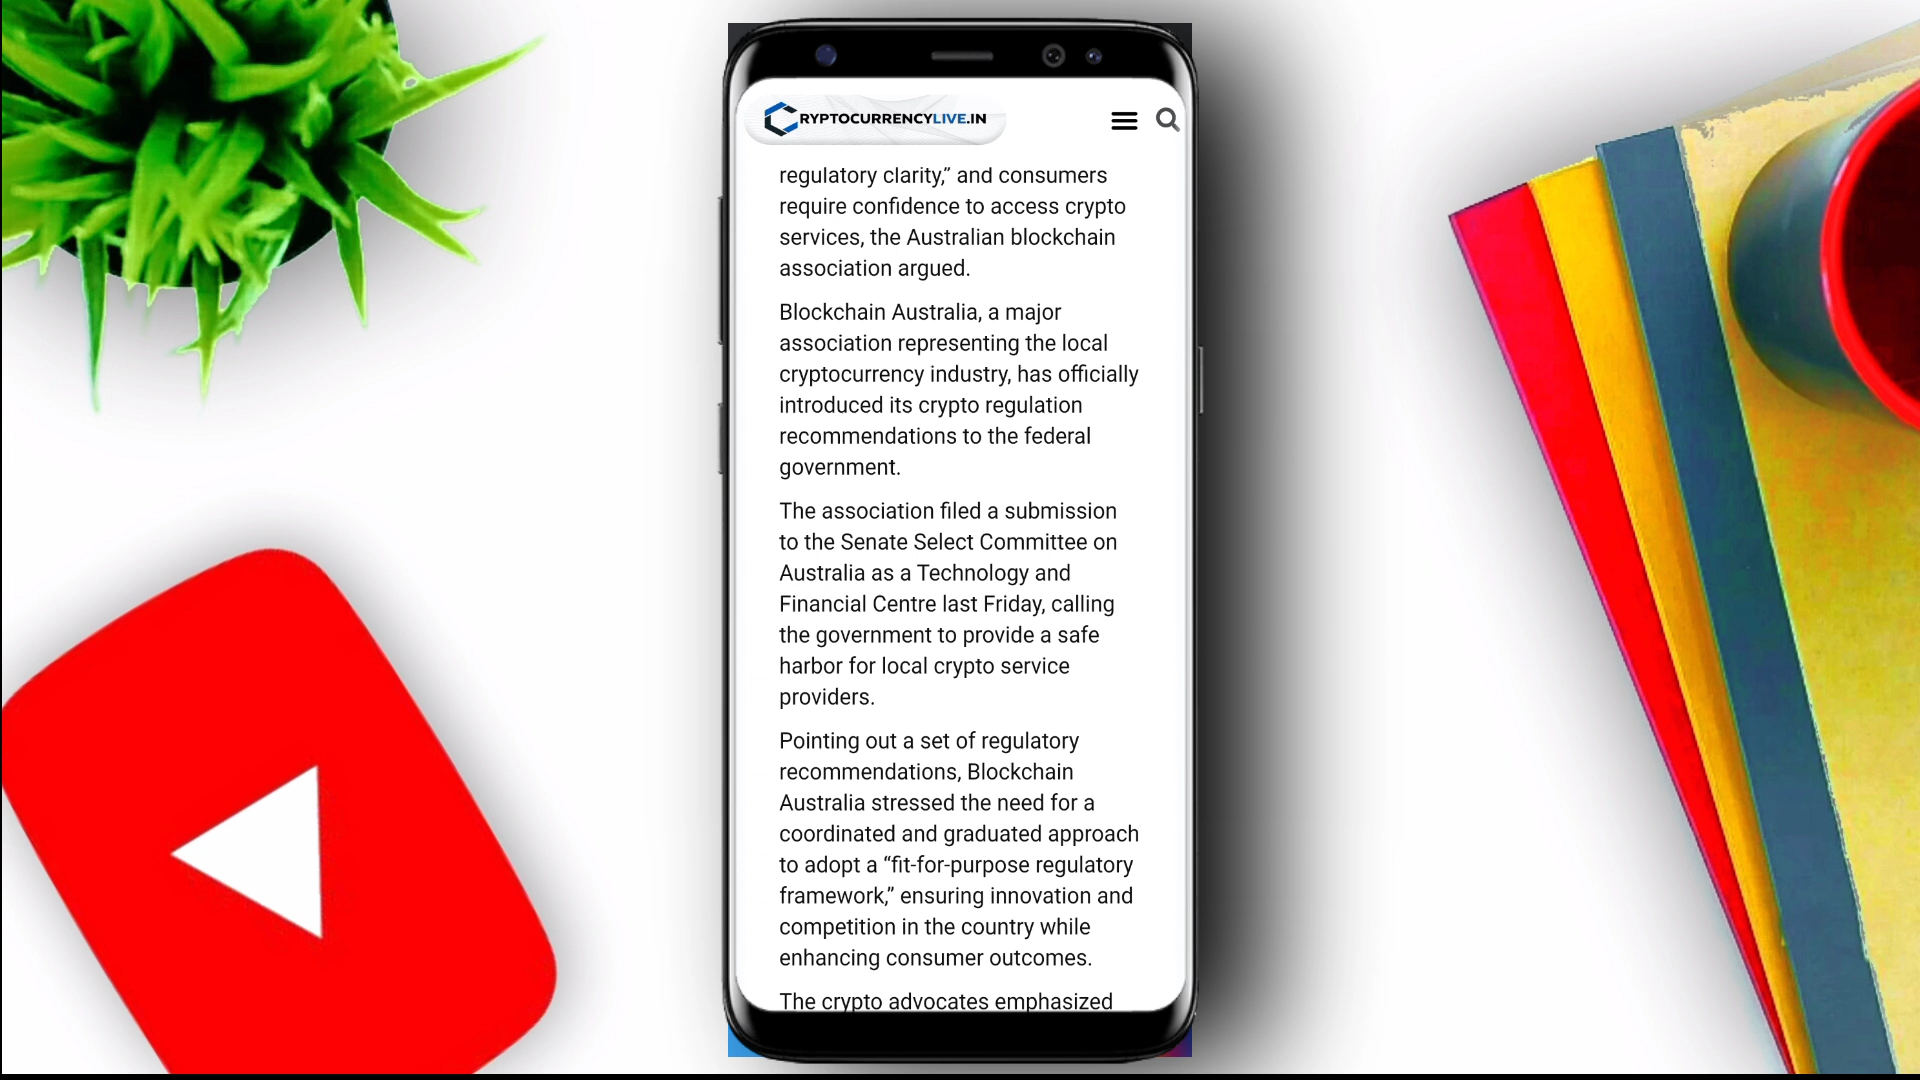 CRYPTOCURRENCYLIVE.IN
regulatory clarity,” and consumers
require confidence to access crypto
services, the Australian blockchain
association argued.
Blockchain Australia, a major
association representing the local
cryptocurrency industry, has officially
introduced its crypto regulation
recommendations to the federal
government.
The association filed a submission
to the Senate Select Committee on
Australia as a Technology and
Financial Centre last Friday, calling
the government to provide a safe
harbor for local crypto service
providers.
Pointing out a set of regulatory
recommendations, Blockchain
Australia stressed the need for a
coordinated and graduated approach
to adopt a “fit-for-purpose regulatory
framework,” ensuring innovation and
competition in the country while
enhancing consumer outcomes.
The crypto advocates emphasized